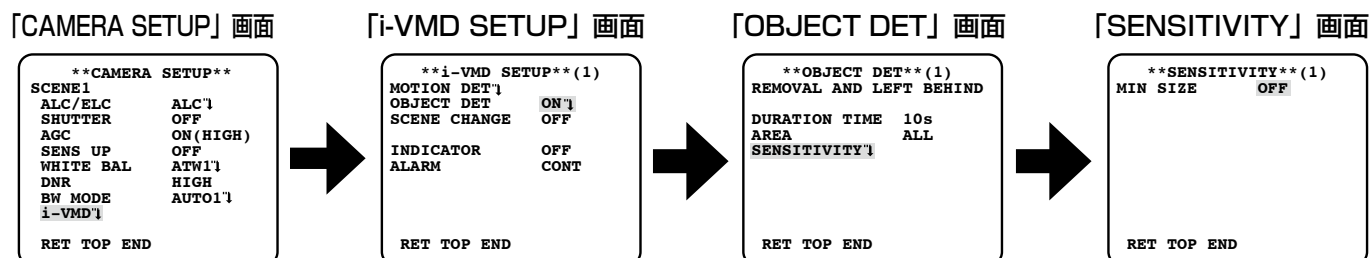 「CAMERA SETUP」画面
**CAMERA SETUP**
SCENE1
ALC/ELC ALC
SHUTTER OFF
AGC ON(HIGH)
SENS UP OFF
WHITE BAL ATW1
DNR HIGH
BW MODE AUTO1
i-VMD
RET TOP END
「i-VMD SETUP」画面
**i-VMD SETUP**(1)
MOTION DET
OBJECT DET ON
SCENE CHANGE OFF
INDICATOR OFF
ALARM CONT
RET TOP END
「OBJECT DET」画面
**OBJECT DET**(1)
REMOVAL AND LEFT BEHIND
DURATION TIME 10s
AREA ALL
SENSITIVITY
RET TOP END
「SENSITIVITY」画面
**SENSITIVITY**(1)
MIN SIZE OFF
RET TOP END